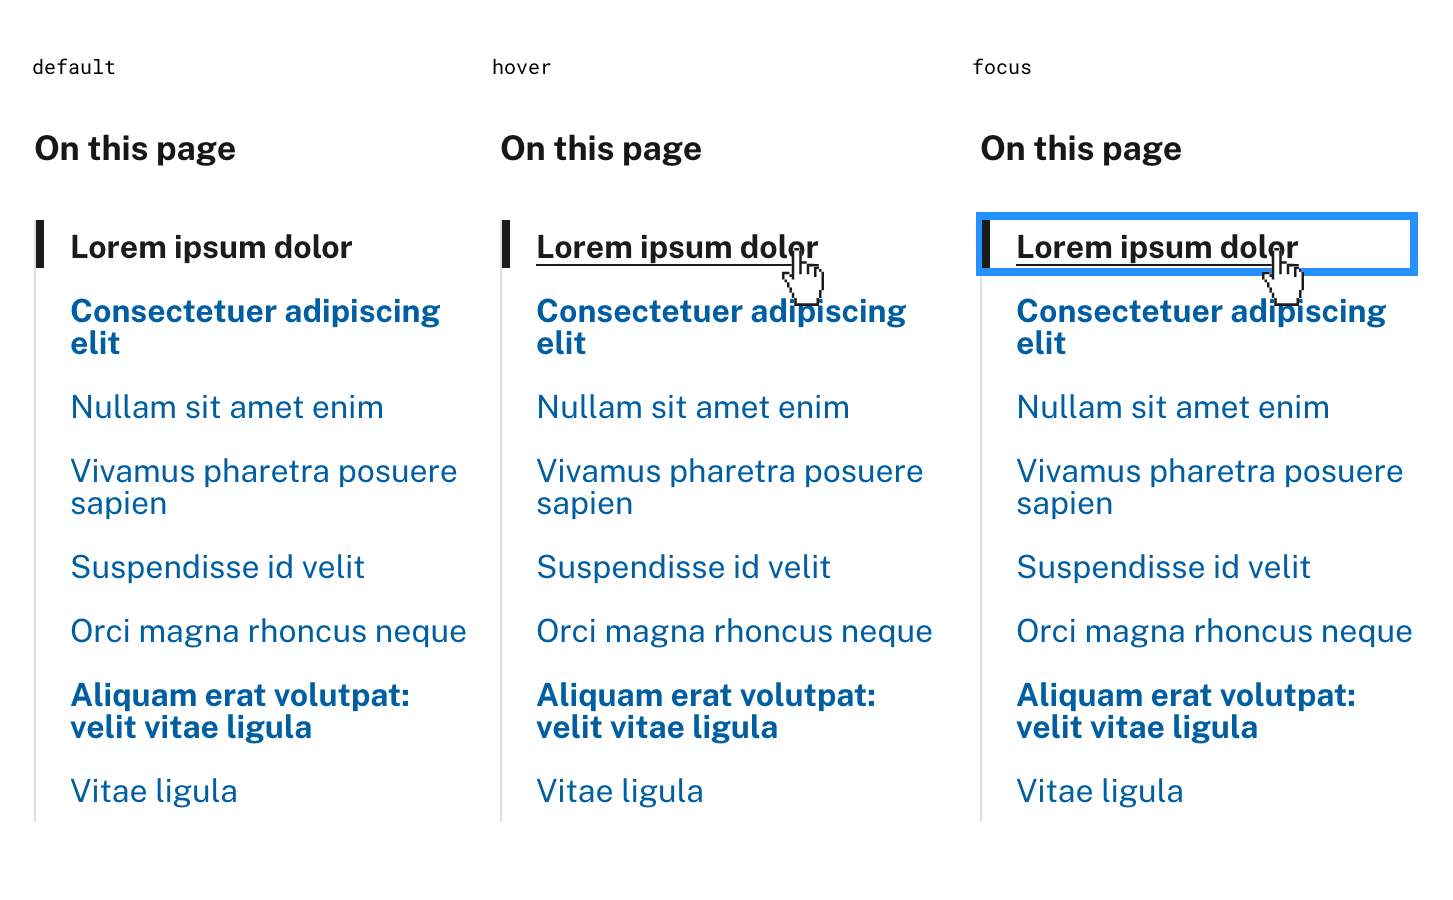 default
On this page
Lorem ipsum dolor
Consectetuer adipiscing
elit
Nullam sit amet enim
Vivamus pharetra posuere
sapien
Suspendisse id velit
Orci magna rhoncus neque
Aliquam erat volutpat:
velit vitae ligula
Vitae ligula
hover
On this page
Lorem ipsum dolor
Consectetuer adipiscing
elit
Nullam sit amet enim
Vivamus pharetra posuere
sapien
Suspendisse id velit
Orci magna rhoncus neque
Aliquam erat volutpat:
velit vitae ligula
Vitae ligula
focus
On this page
Lorem ipsum dolor
Consectetuer adipiscing
elit
Nullam sit amet enim
Vivamus pharetra posuere
sapien
Suspendisse id velit
Orci magna rhoncus neque
Aliquam erat volutpat:
velit vitae ligula
Vitae ligula